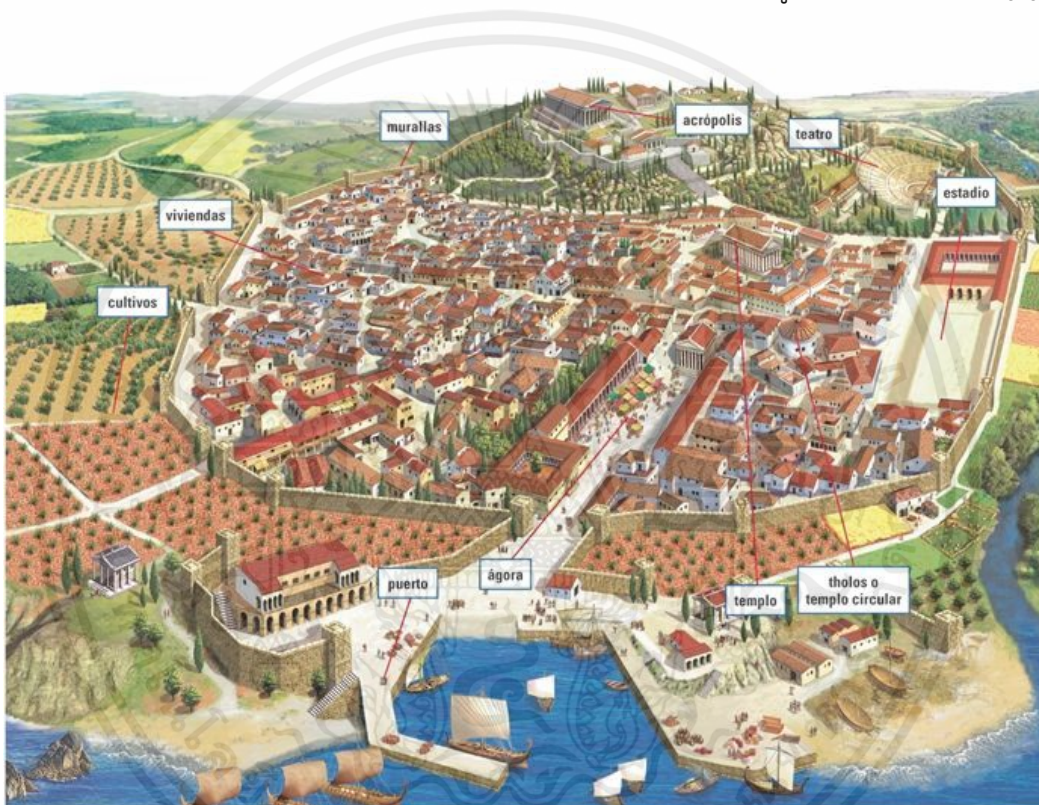 acrópolis
murallas
teatro
estadio
viviendas
cultivos
ágora
puerto
templo
tholos o
templo circular